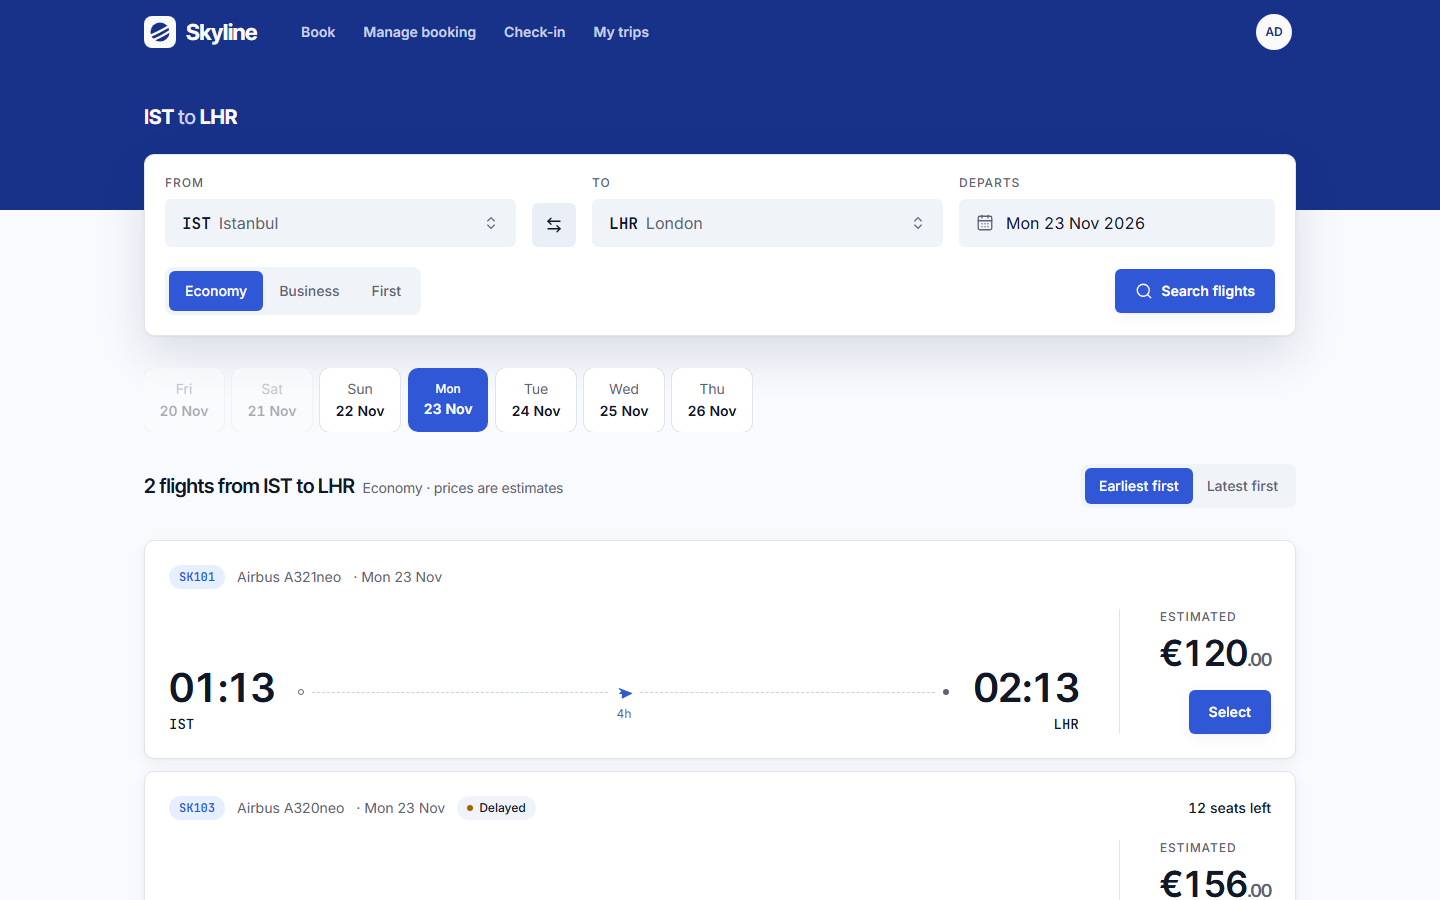 Skyline Book Manage booking Check-in My trips AD
IST to LHR
FROM TO DEPARTS
IST Istanbul LHR London Mon 23 Nov 2026
Economy Business First Search flights
Fri Sat Sun Mon Tue Wed Thu
20 Nov 21 Nov 22 Nov 23 Nov 24 Nov 25 Nov 26 Nov
2 flights from IST to LHR Economy · prices are estimates Earliest first Latest first
SK101 Airbus A321neo · Mon 23 Nov
ESTIMATED
€120.00
01:13 02:13
4h
IST LHR
Select
SK103 Airbus A320neo · Mon 23 Nov Delayed 12 seats left
ESTIMATED
€156.00